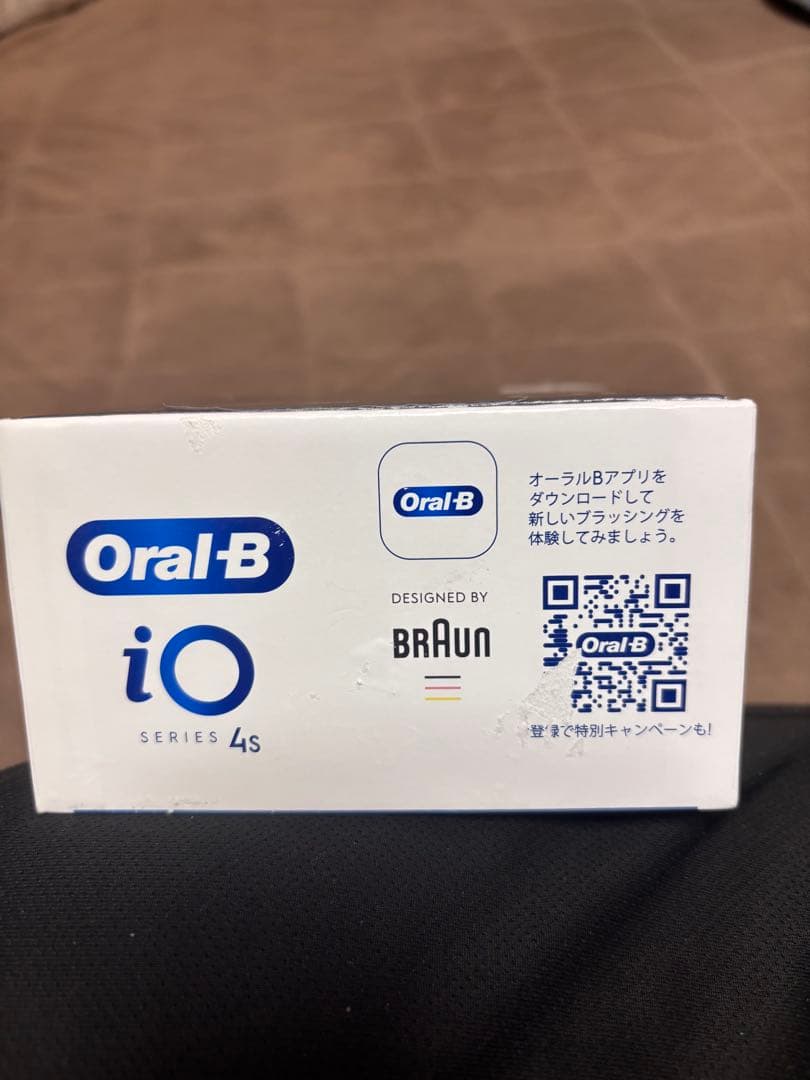 Oral-B
iO
SERIES 4s
Oral-B
DESIGNED BY
BRAUN
オーラルBアプリを
ダウンロードして
新しいブラッシングを
体験してみましょう。
Oral-B
登録で特別キャンペーンも!